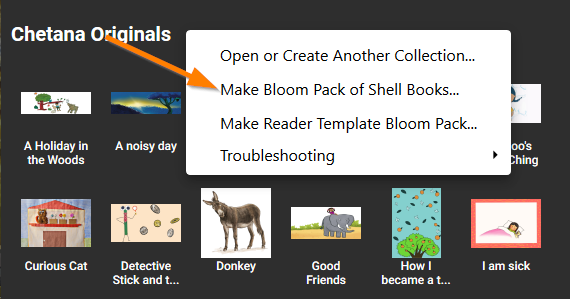 Chetana Originals
Open or Create Another Collection...
Make Bloom Pack of Shell Books...
Make Reader Template Bloom Pack...
Troubleshooting
A Holiday in
the Woods
A noisy day
oo's
Ching
Curious Cat
Detective
Stick and t...
Donkey
Good
Friends
How I
became a t...
I am sick